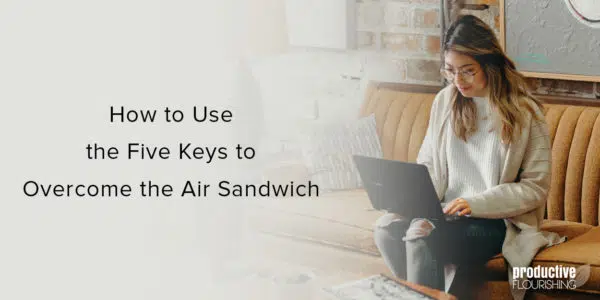 How to Use
the Five Keys to
Overcome the Air Sandwich
productive
FLOURISHING